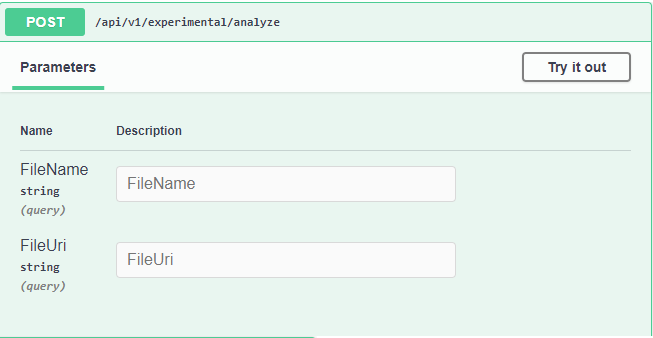 POST /api/v1/experimental/analyze
Parameters Try it out
Name Description
FileName FileName
string
(query)
FileUri FileUri
string
(query)